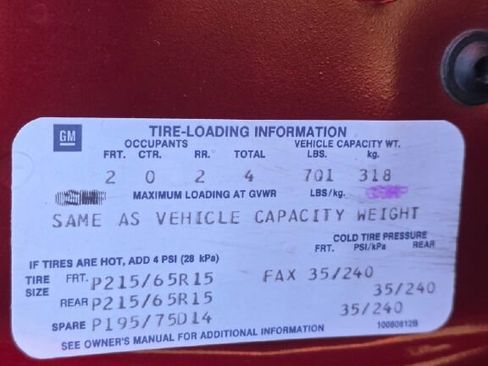 GM TIRE-LOADING INFORMATION
OCCUPANTS VEHICLE CAPACITY WT.
FRT. CTR. RR. TOTAL LBS. kg.
2 0 2 4 701 318
MAXIMUM LOADING AT GVWR LBS/kg.
SAME AS VEHICLE CAPACITY WEIGHT
COLD TIRE PRESSURE
IF TIRES ARE HOT, ADD 4 PSI (28 kPa) FRT. PSI/kPa REAR
TIRE SIZE FRT. P215/65R15 FAX 35/240
REAR P215/65R15 35/240
SPARE P195/75D14 35/240
SEE OWNER'S MANUAL FOR ADDITIONAL INFORMATION 10080812B